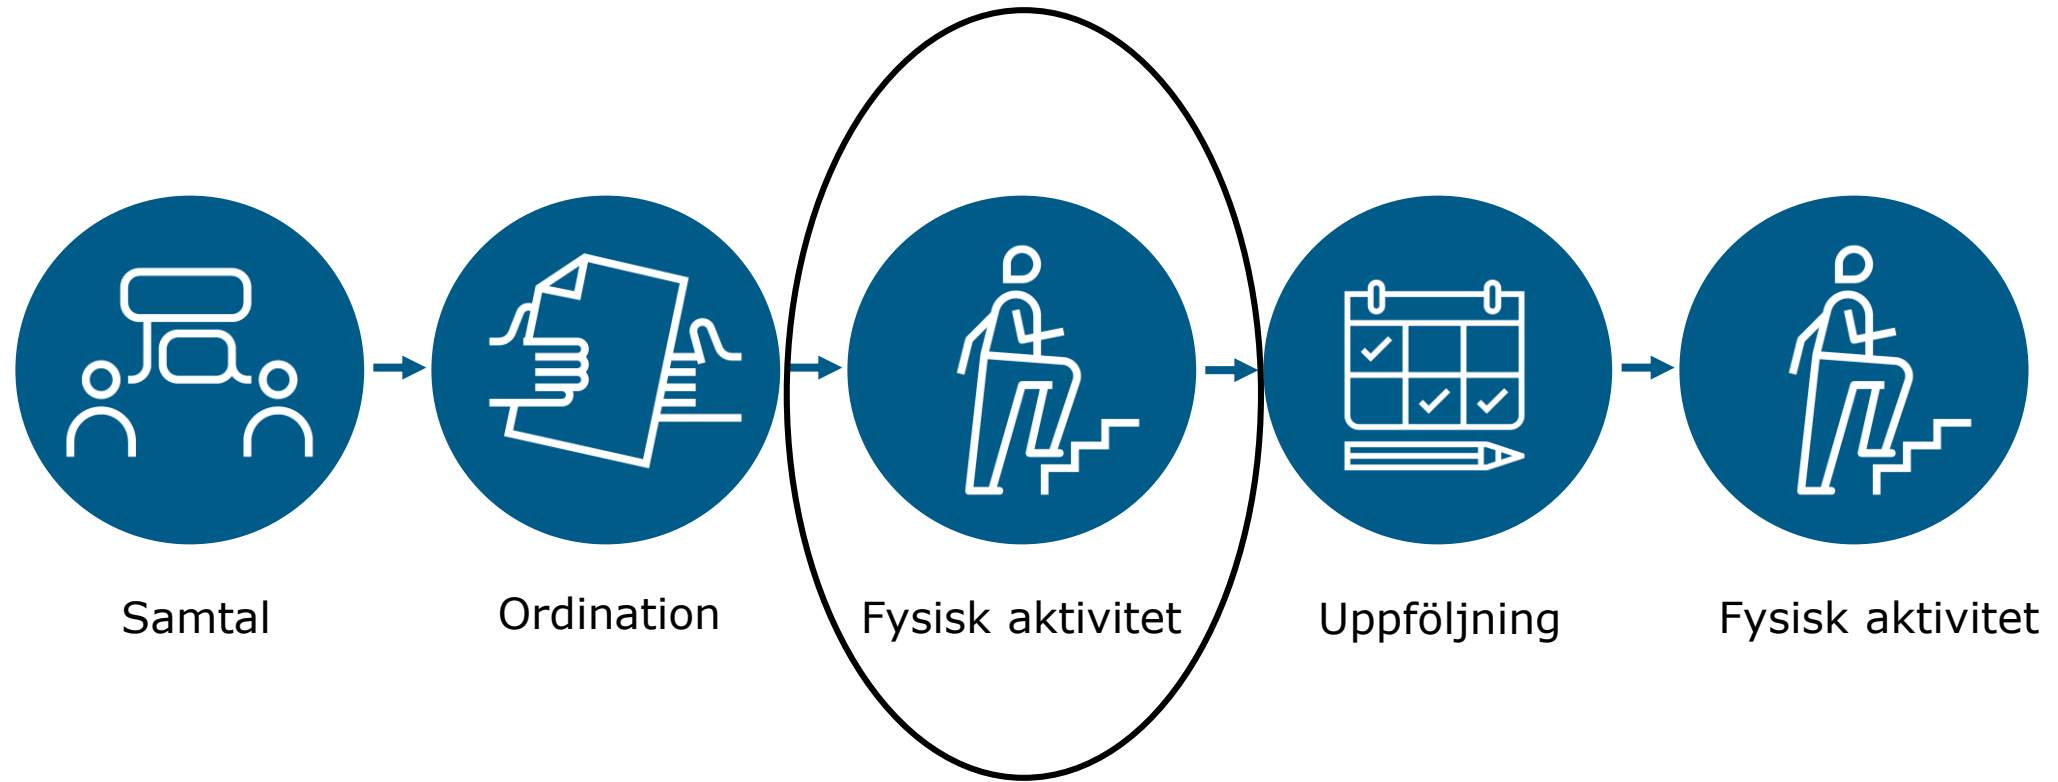 Samtal
Ordination
Fysisk aktivitet
Uppföljning
Fysisk aktivitet